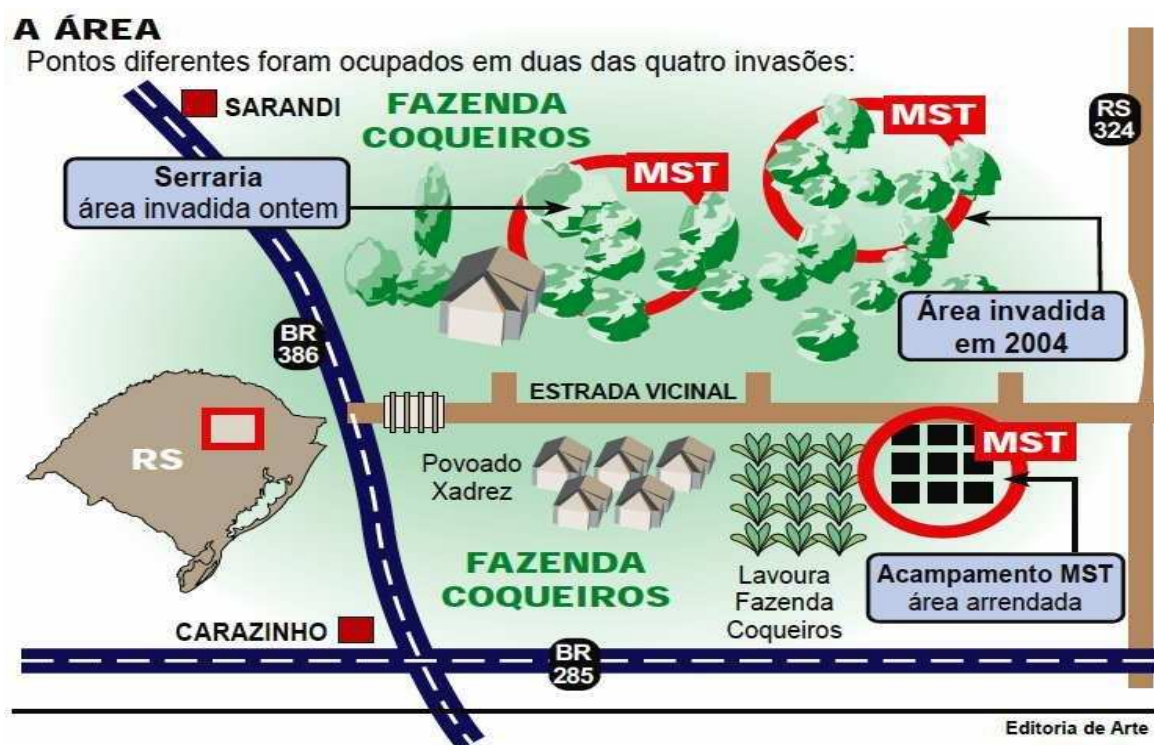 A ÁREA
Pontos diferentes foram ocupados em duas das quatro invasões:
SARANDI
FAZENDA
COQUEIROS
MST
MST
RS
324
Serraria
área invadida ontem
Área invadida
em 2004
BR
386
ESTRADA VICINAL
RS
MST
Povoado
Xadrez
FAZENDA
COQUEIROS
Lavoura
Fazenda
Coqueiros
Acampamento MST
área arrendada
CARAZINHO
BR
285
Editoria de Arte